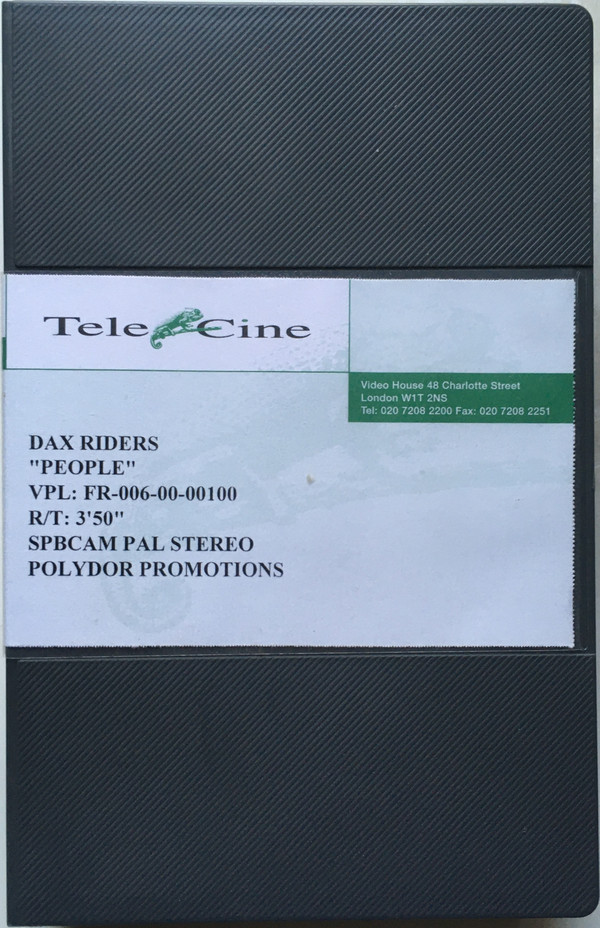 Tele Cine
Video House 48 Charlotte Street
London W1T 2NS
Tel: 020 7208 2200 Fax: 020 7208 2251
DAX RIDERS
"PEOPLE"
VPL: FR-006-00-00100
R/T: 3'50"
SPBCAM PAL STEREO
POLYDOR PROMOTIONS